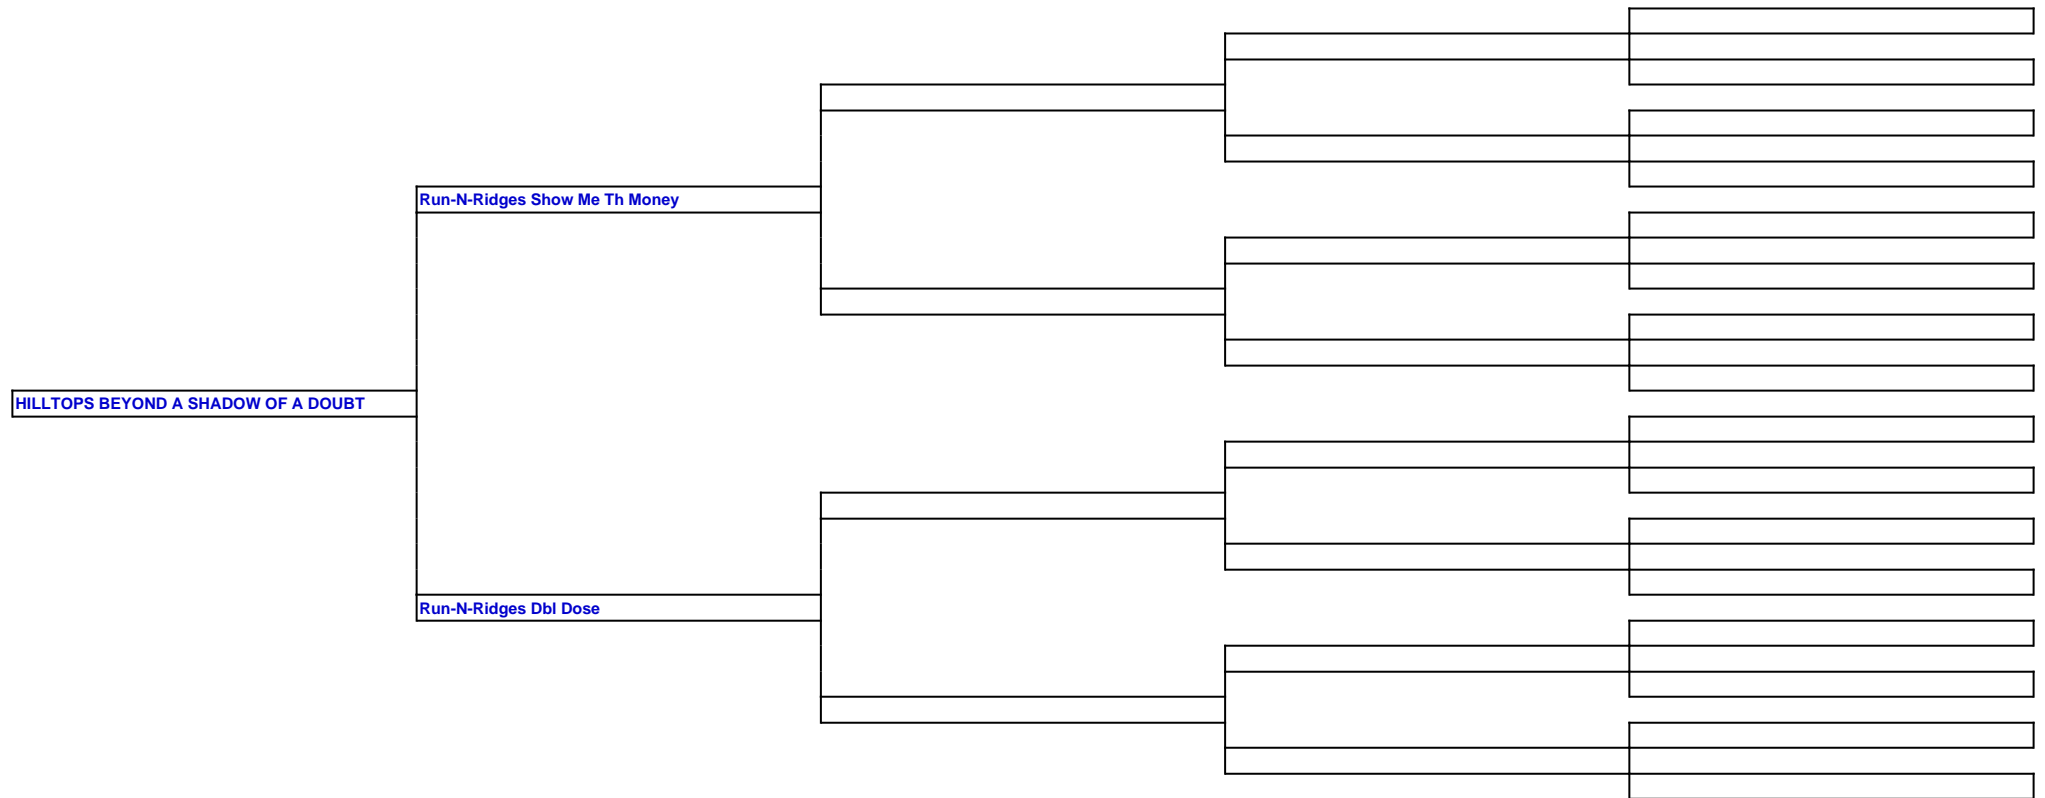 Run-N-Ridges Show Me Th Money
HILLTOPS BEYOND A SHADOW OF A DOUBT
Run-N-Ridges Dbl Dose